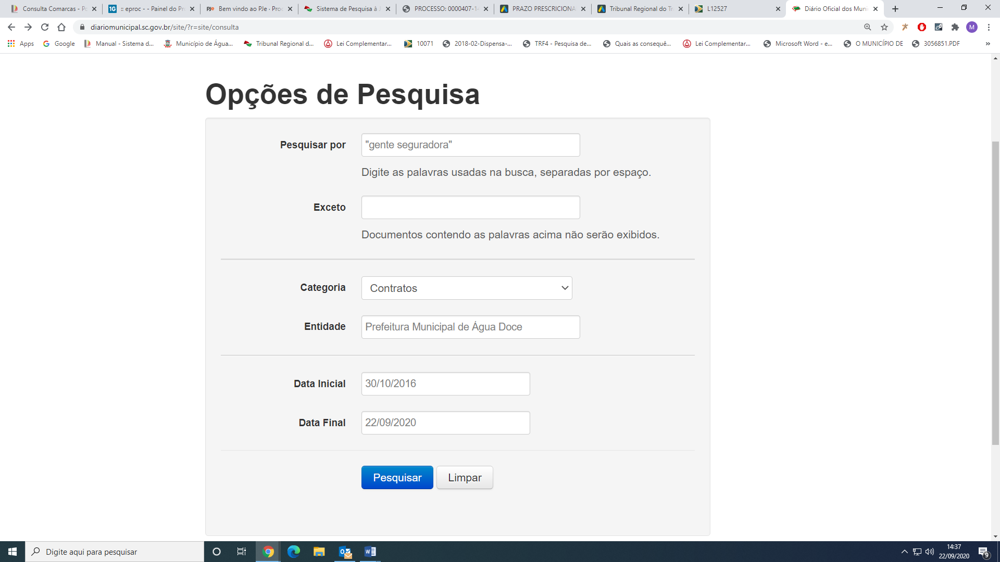 Consulta Comarcas - Po
:: eproc - - Painel do Pr
Bem vindo ao PJe · Proc
Sistema de Pesquisa à J
PROCESSO: 0000407-1
PRAZO PRESCRICIONA
Tribunal Regional do Tr
L12527
Diário Oficial dos Muni
diariomunicipal.sc.gov.br/site/?r=site/consulta
Apps
Google
Manual - Sistema d...
Município de Água...
Tribunal Regional d...
Lei Complementar...
10071
2018-02-Dispensa-...
TRF4 - Pesquisa de...
Quais as consequê...
Lei Complementar...
Microsoft Word - e...
O MUNICÍPIO DE
3056851.PDF
»
Opções de Pesquisa
Pesquisar por
"gente seguradora"
Digite as palavras usadas na busca, separadas por espaço.
Exceto
Documentos contendo as palavras acima não serão exibidos.
Categoria
Contratos
Entidade
Prefeitura Municipal de Água Doce
Data Inicial
30/10/2016
Data Final
22/09/2020
Pesquisar
Limpar
Digite aqui para pesquisar
14:37
22/09/2020
9